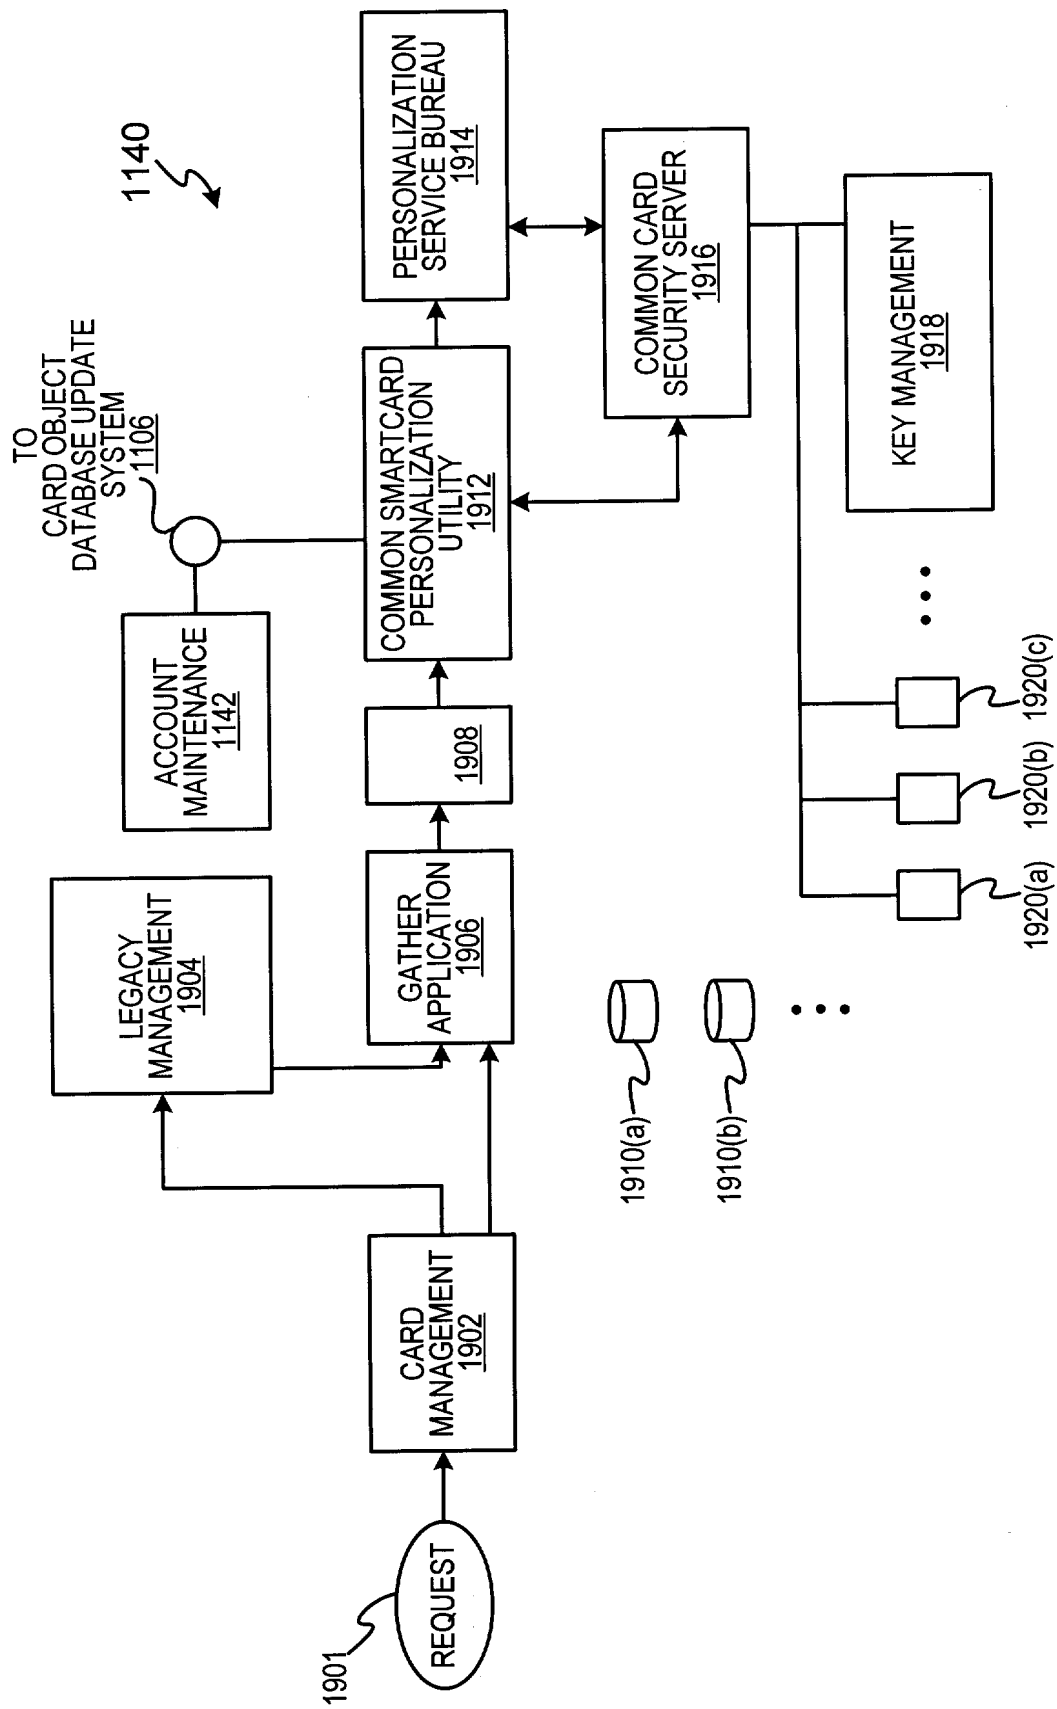 1140
TO
CARD OBJECT
DATABASE UPDATE
SYSTEM
1106
ACCOUNT
MAINTENANCE
1142
LEGACY
MANAGEMENT
1904
1901
REQUEST
CARD
MANAGEMENT
1902
GATHER
APPLICATION
1906
1908
COMMON SMARTCARD
PERSONALIZATION
UTILITY
1912
PERSONALIZATION
SERVICE BUREAU
1914
COMMON CARD
SECURITY SERVER
1916
KEY MANAGEMENT
1918
1910(a)
1910(b)
1920(a)
1920(b)
1920(c)